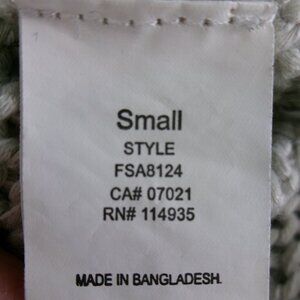 Small
STYLE
FSA8124
CA# 07021
RN# 114935
MADE IN BANGLADESH.